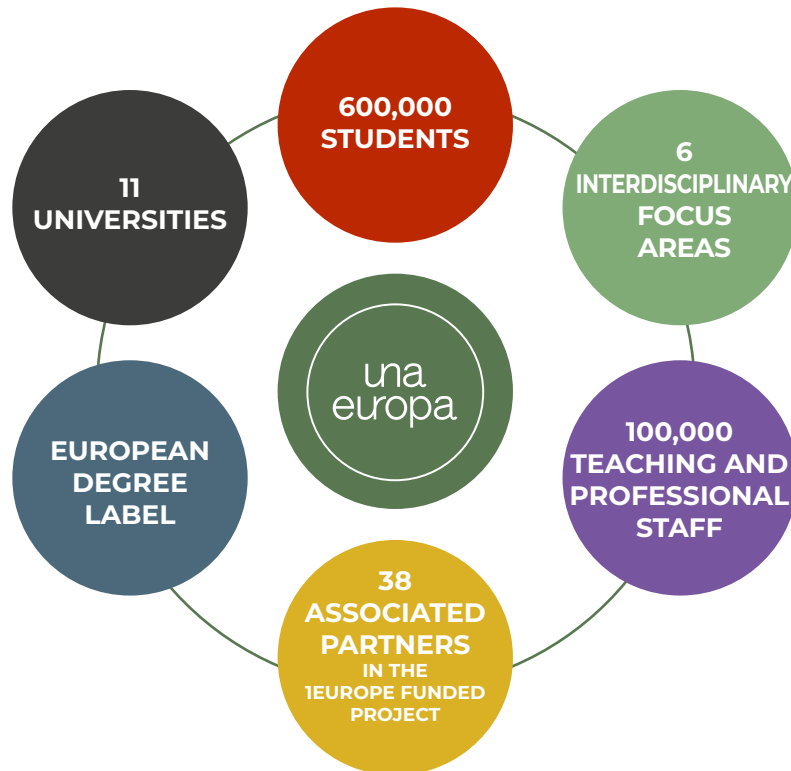 600,000
STUDENTS
6
INTERDISCIPLINARY
FOCUS
AREAS
11
UNIVERSITIES
una
europa
EUROPEAN
DEGREE
LABEL
100,000
TEACHING AND
PROFESSIONAL
STAFF
38
ASSOCIATED
PARTNERS
IN THE
1EUROPE FUNDED
PROJECT